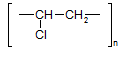 [ —CH—CH₂— ]n
Cl